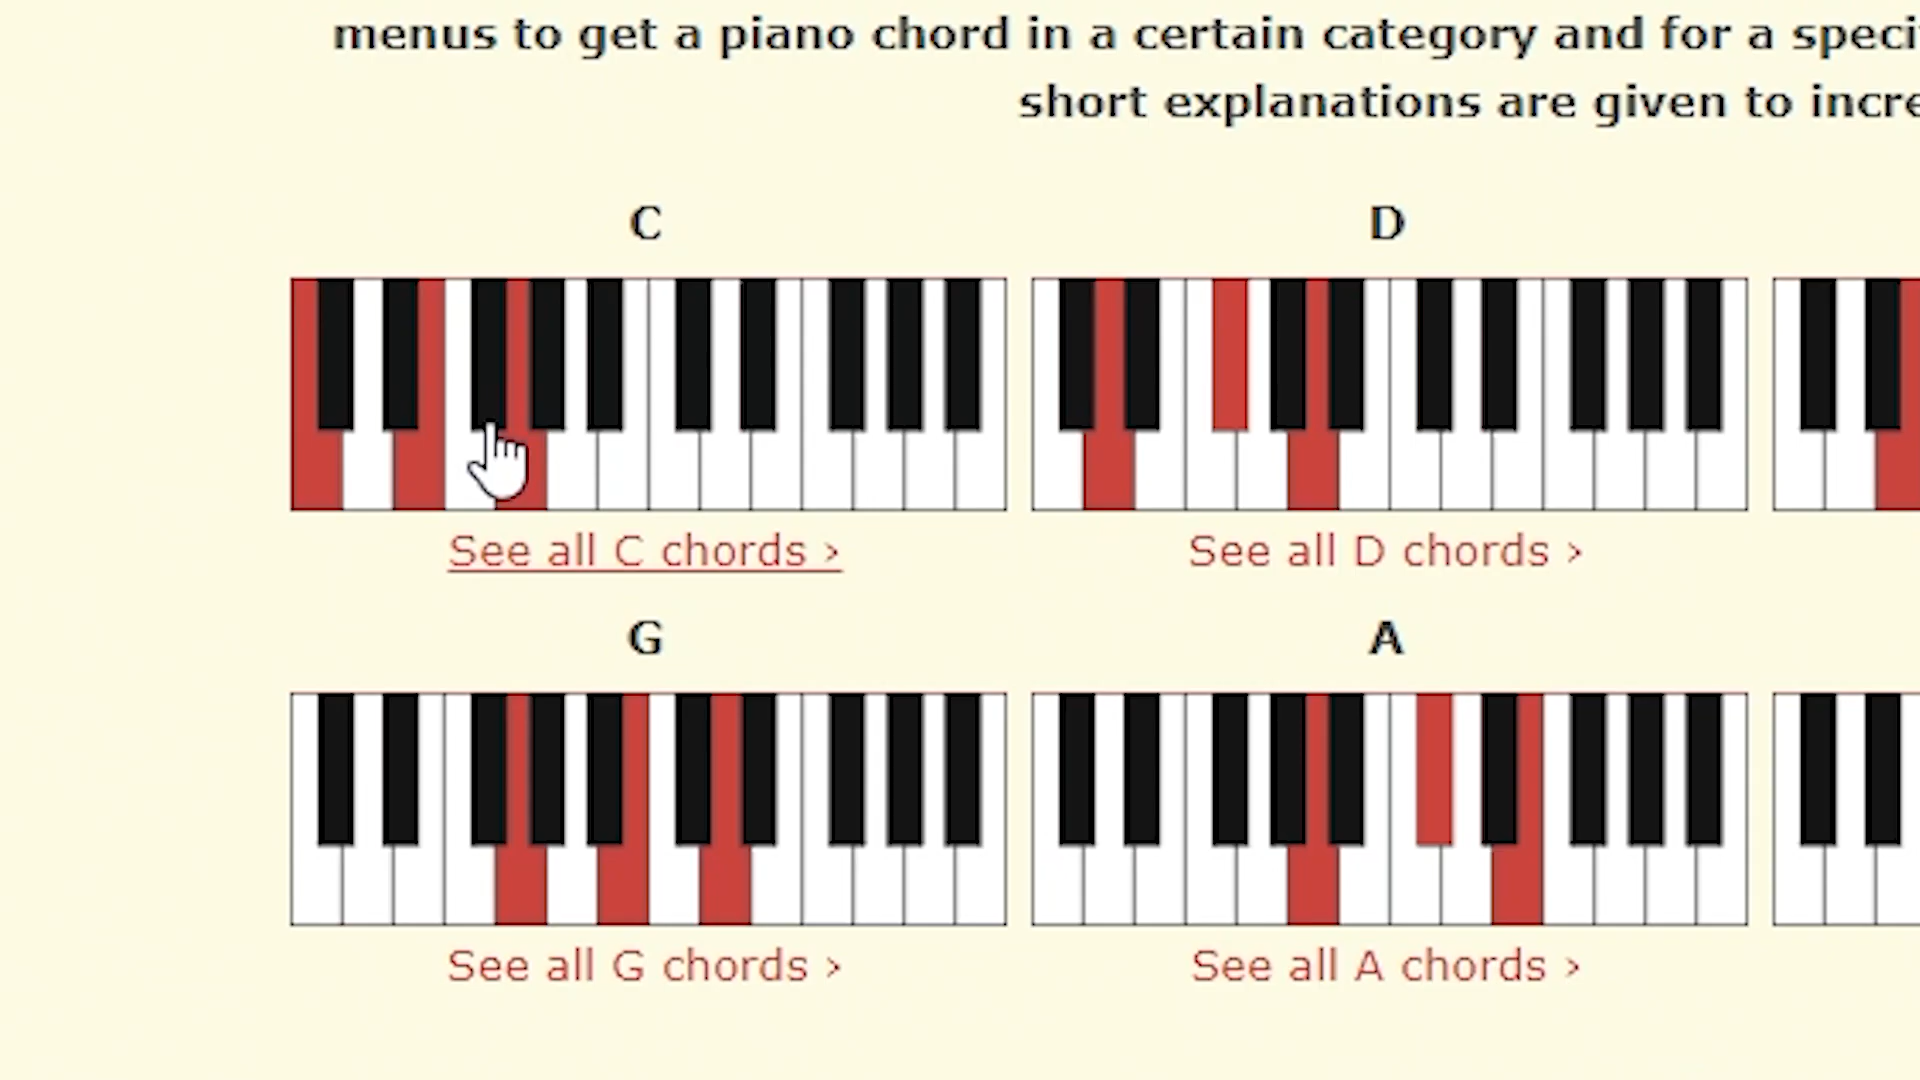 menus to get a piano chord in a certain category and for a speci
short explanations are given to incre
C
D
See all C chords ›
See all D chords ›
G
A
See all G chords ›
See all A chords ›